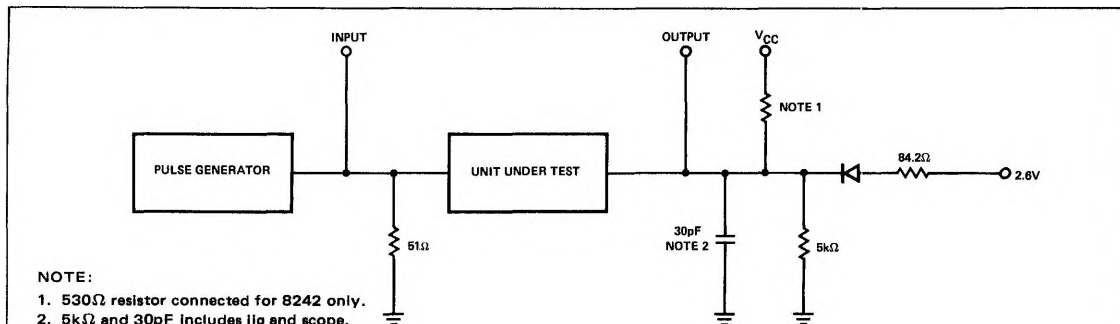 INPUT
OUTPUT
VCC
NOTE 1
PULSE GENERATOR
UNIT UNDER TEST
84.2Ω
2.6V
51Ω
30pF
NOTE 2
5kΩ
NOTE:
1. 530Ω resistor connected for 8242 only.
2. 5kΩ and 30pF includes jig and scope.